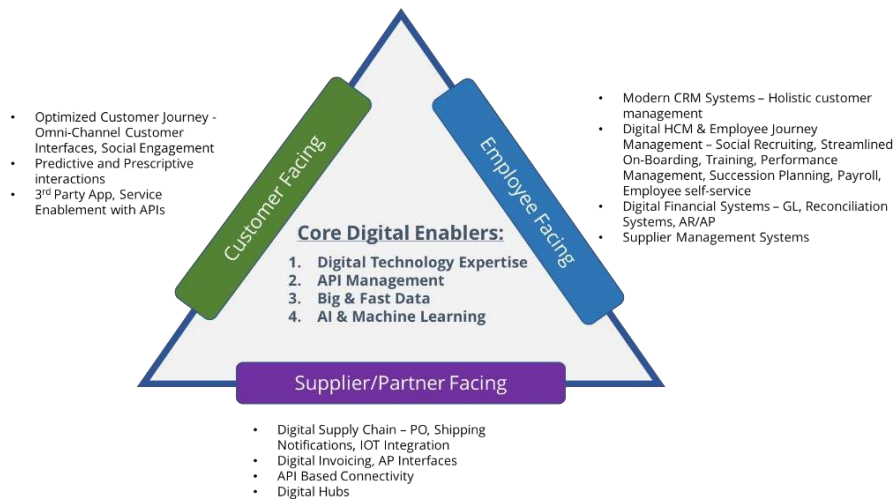 • Optimized Customer Journey -
Omni-Channel Customer
Interfaces, Social Engagement
• Predictive and Prescriptive
interactions
• 3rd Party App, Service
Enablement with APIs
Customer Facing
Employee Facing
• Modern CRM Systems – Holistic customer
management
• Digital HCM & Employee Journey
Management – Social Recruiting, Streamlined
On-Boarding, Training, Performance
Management, Succession Planning, Payroll,
Employee self-service
• Digital Financial Systems – GL, Reconciliation
Systems, AR/AP
• Supplier Management Systems
Core Digital Enablers:
1. Digital Technology Expertise
2. API Management
3. Big & Fast Data
4. AI & Machine Learning
Supplier/Partner Facing
• Digital Supply Chain – PO, Shipping
Notifications, IOT Integration
• Digital Invoicing, AP Interfaces
• API Based Connectivity
• Digital Hubs